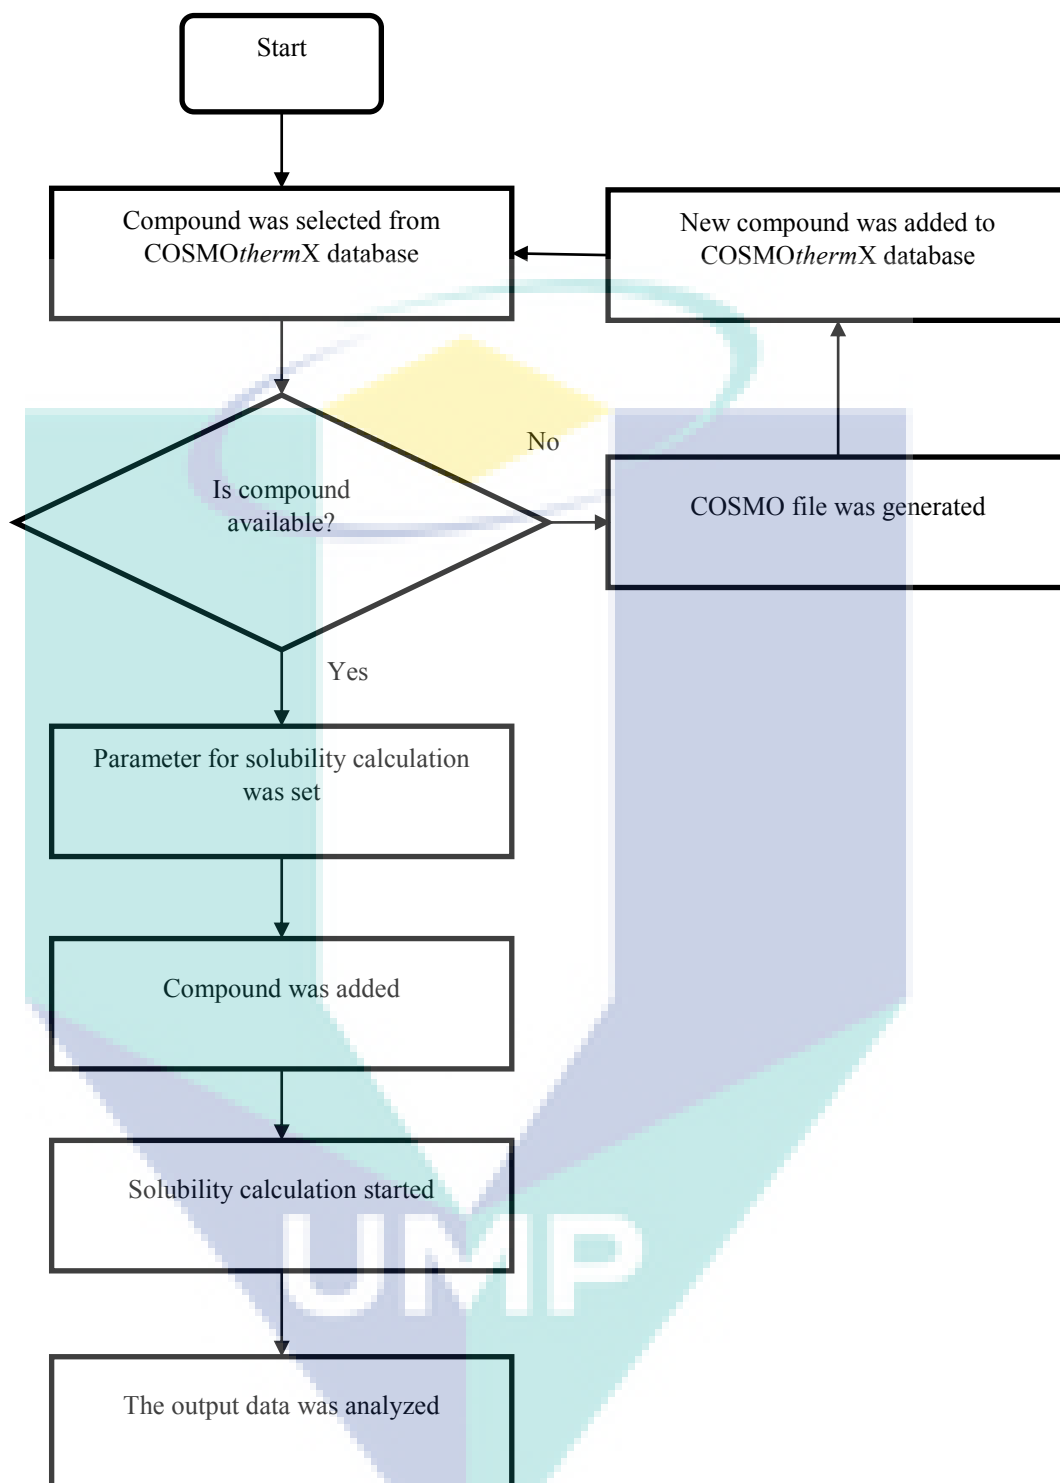 Start
Compound was selected from
COSMOthermX database
New compound was added to
COSMOthermX database
Is compound
available?
No
COSMO file was generated
Yes
Parameter for solubility calculation
was set
Compound was added
Solubility calculation started
UMP
The output data was analyzed